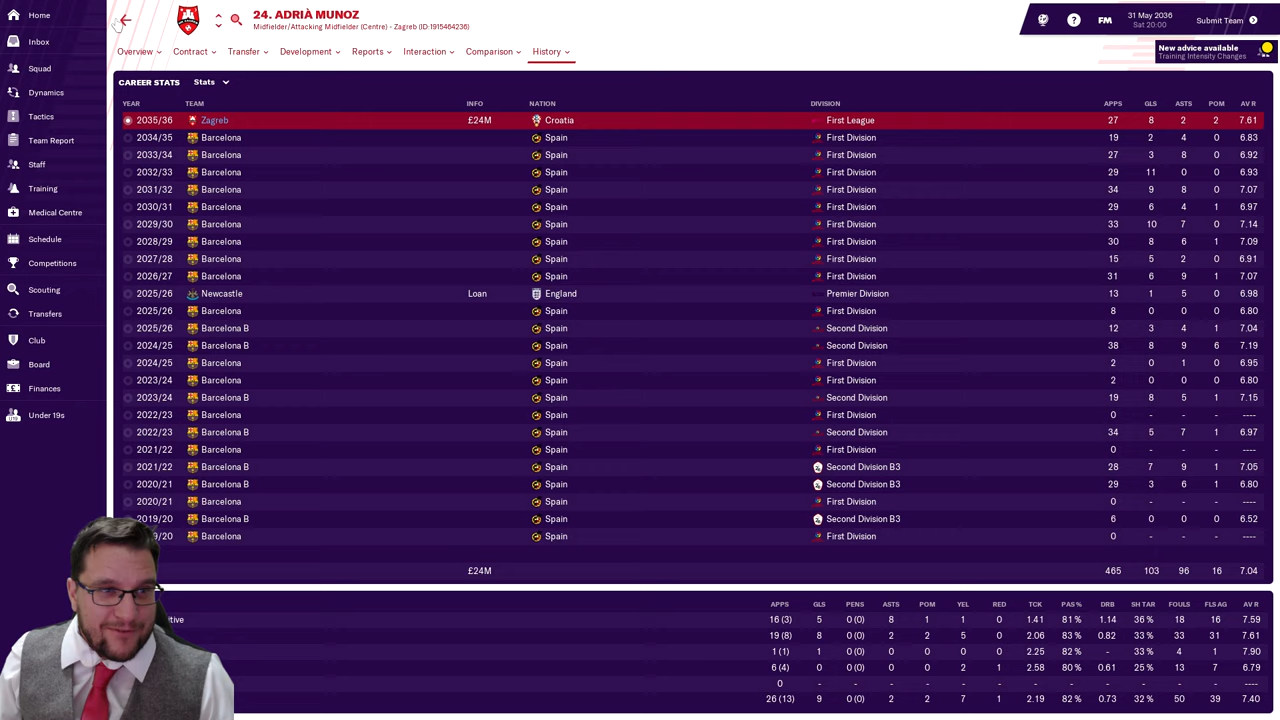 Home
Inbox
Squad
Dynamics
Tactics
Team Report
Staff
Training
Medical Centre
Schedule
Competitions
Scouting
Transfers
Club
Board
Finances
Under 19s
24. ADRIÀ MUNOZ
Midfielder/Attacking Midfielder (Centre) - Zagreb (ID:1915464236)
FM
31 May 2036
Sat 20:00
Submit Team
New advice available
Training Intensity Changes
Overview Contract Transfer Development Reports Interaction Comparison History
CAREER STATS Stats
YEAR TEAM INFO NATION DIVISION APPS GLS ASTS POM AV R
2035/36 Zagreb £24M Croatia First League 27 8 2 2 7.61
2034/35 Barcelona Spain First Division 19 2 4 0 6.83
2033/34 Barcelona Spain First Division 27 3 8 0 6.92
2032/33 Barcelona Spain First Division 29 11 0 0 6.93
2031/32 Barcelona Spain First Division 34 9 8 0 7.07
2030/31 Barcelona Spain First Division 29 6 4 1 6.97
2029/30 Barcelona Spain First Division 33 10 7 0 7.14
2028/29 Barcelona Spain First Division 30 8 6 1 7.09
2027/28 Barcelona Spain First Division 15 5 2 0 6.91
2026/27 Barcelona Spain First Division 31 6 9 1 7.07
2025/26 Newcastle Loan England Premier Division 13 1 5 0 6.98
2025/26 Barcelona Spain First Division 8 0 0 0 6.80
2025/26 Barcelona B Spain Second Division 12 3 4 1 7.04
2024/25 Barcelona B Spain Second Division 38 8 9 6 7.19
2024/25 Barcelona Spain First Division 2 0 1 0 6.95
2023/24 Barcelona Spain First Division 2 0 0 0 6.80
2023/24 Barcelona B Spain Second Division 19 8 5 1 7.15
2022/23 Barcelona Spain First Division 0 - - - ----
2022/23 Barcelona B Spain Second Division 34 5 7 1 6.97
2021/22 Barcelona Spain First Division 0 - - - ----
2021/22 Barcelona B Spain Second Division B3 28 7 9 1 7.05
2020/21 Barcelona B Spain Second Division B3 29 3 6 1 6.80
2020/21 Barcelona Spain First Division 0 - - - ----
2019/20 Barcelona B Spain Second Division B3 6 0 0 0 6.52
9/20 Barcelona Spain First Division 0 - - - ----
£24M 465 103 96 16 7.04
APPS GLS PENS ASTS POM YEL RED TCK PAS % DRB SH TAR FOULS FLS AG AV R
titive 16 (3) 5 0 (0) 8 1 1 0 1.41 81 % 1.14 36 % 18 16 7.59
19 (8) 8 0 (0) 2 2 5 0 2.06 83 % 0.82 33 % 33 31 7.61
1 (1) 1 0 (0) 0 0 0 0 2.25 82 % - 33 % 4 1 7.90
6 (4) 0 0 (0) 0 0 2 1 2.58 80 % 0.61 25 % 13 7 6.79
0 - - - - - - - - - - - - ----
26 (13) 9 0 (0) 2 2 7 1 2.19 82 % 0.73 32 % 50 39 7.40